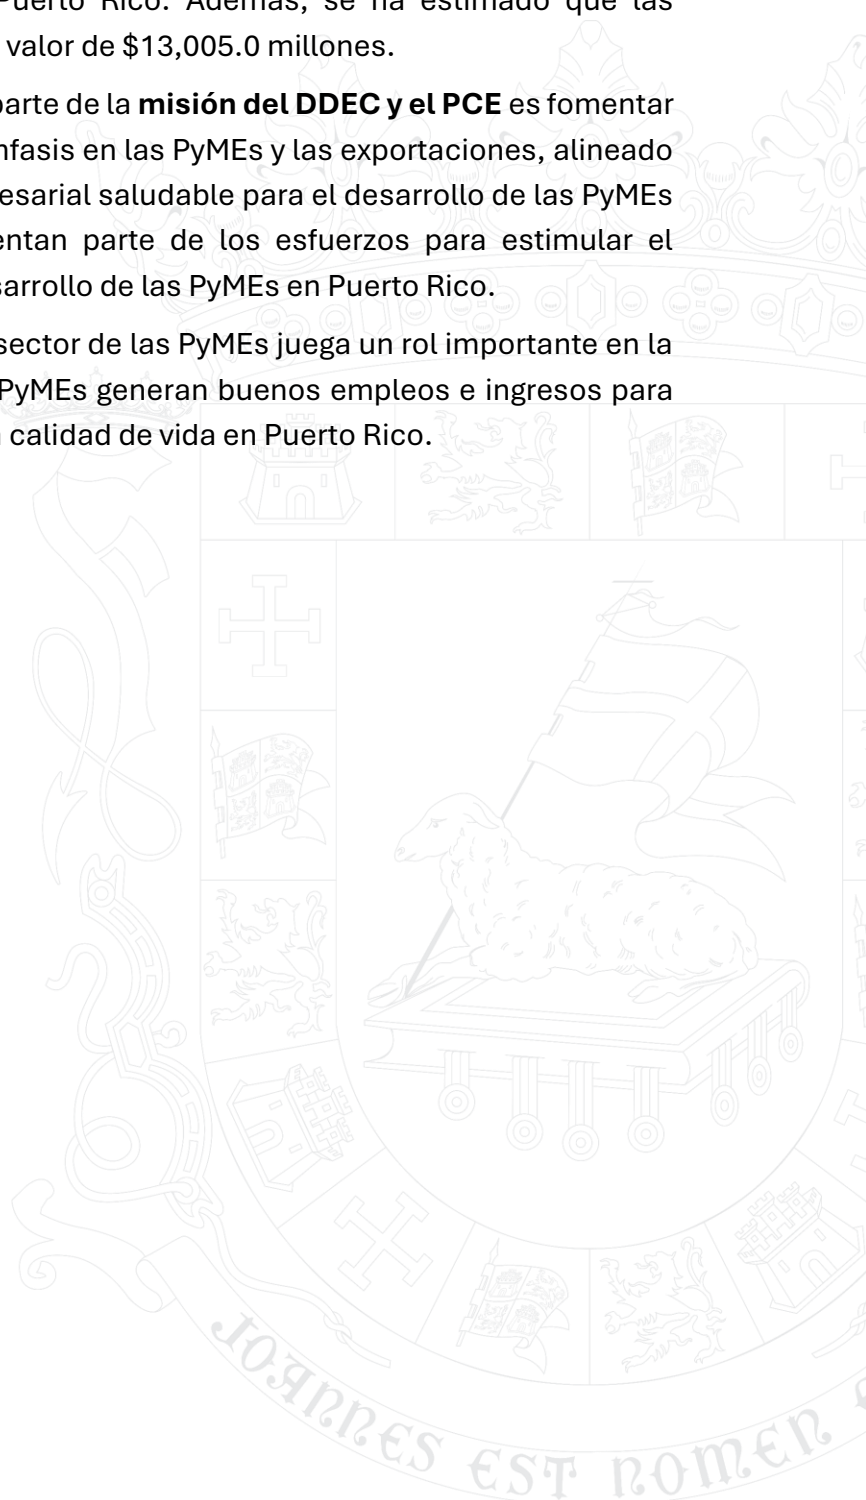 Puerto Rico. Además, se ha estimado que las
valor de $13,005.0 millones.
parte de la misión del DDEC y el PCE es fomentar
nfasis en las PyMEs y las exportaciones, alineado
esarial saludable para el desarrollo de las PyMEs
entan parte de los esfuerzos para estimular el
sarrollo de las PyMEs en Puerto Rico.
sector de las PyMEs juega un rol importante en la
PyMEs generan buenos empleos e ingresos para
calidad de vida en Puerto Rico.
JOANNES EST NOMEN